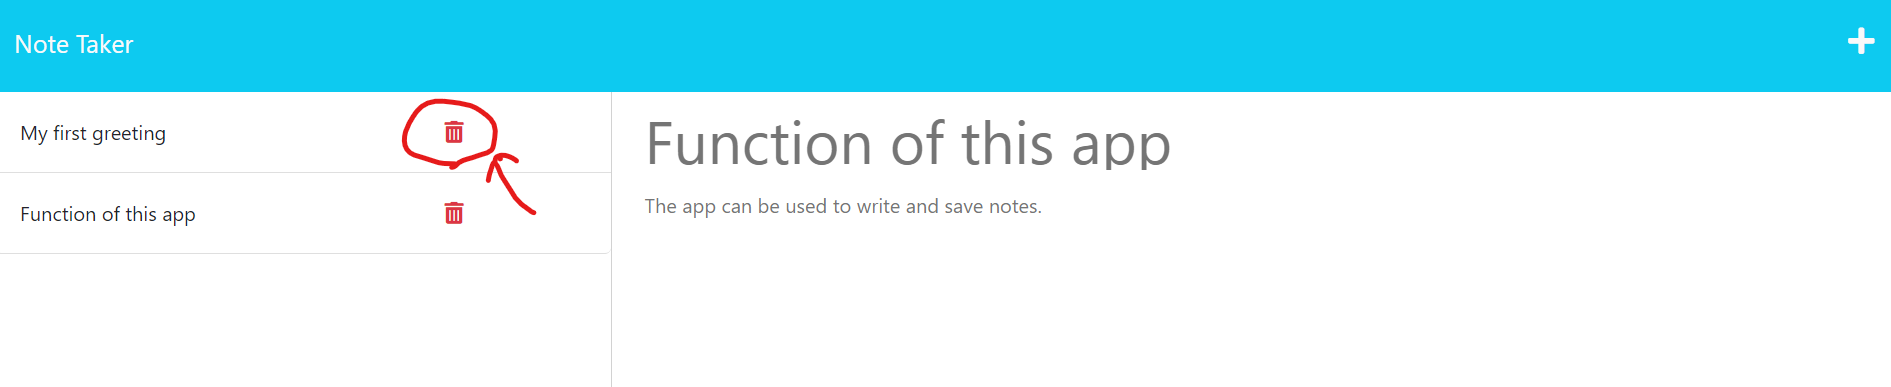 Note Taker
My first greeting
Function of this app
Function of this app
The app can be used to write and save notes.